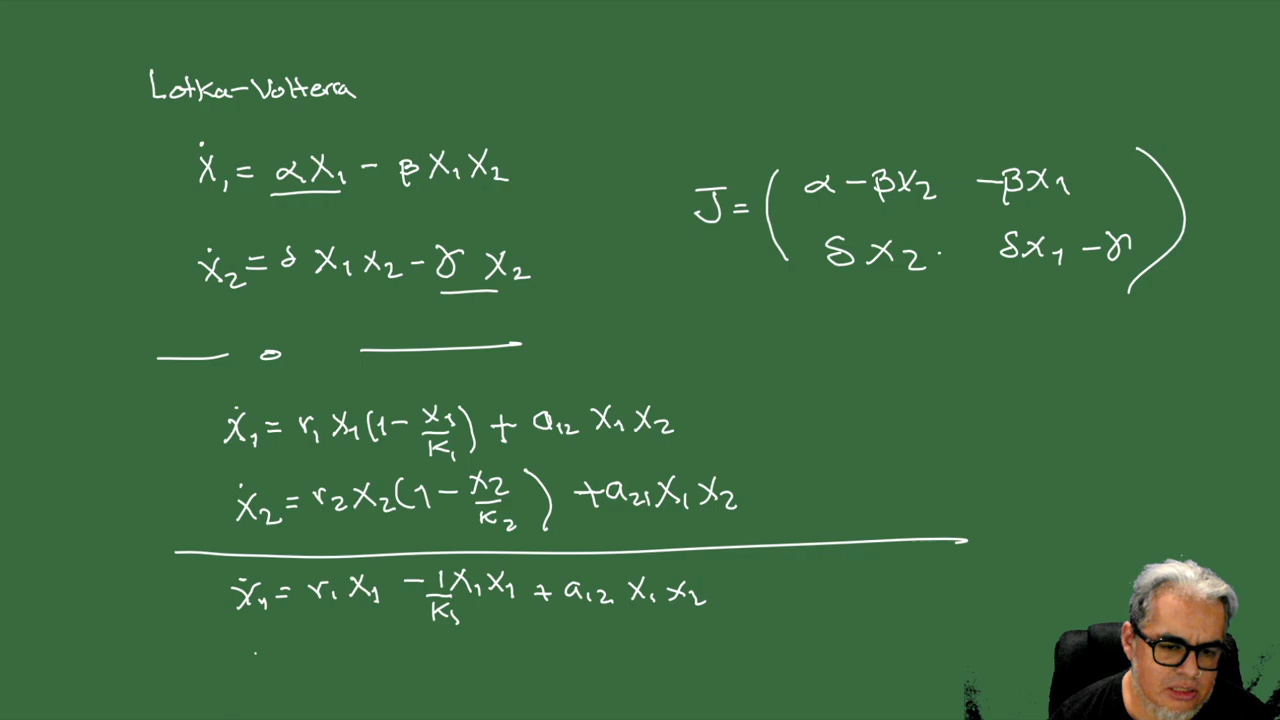 Lotka-Volterra
ẋ₁ = αx₁ - βx₁x₂
ẋ₂ = δx₁x₂ - γx₂
J = ( α - βx₂   -βx₁
δx₂ .   δx₁ - γ )
ẋ₁ = r₁x₁(1 - x₁/K₁) + a₁₂x₁x₂
ẋ₂ = r₂x₂(1 - x₂/K₂) + a₂₁x₁x₂
ẋ₁ = r₁x₁ - 1/K₁ x₁x₁ + a₁₂x₁x₂